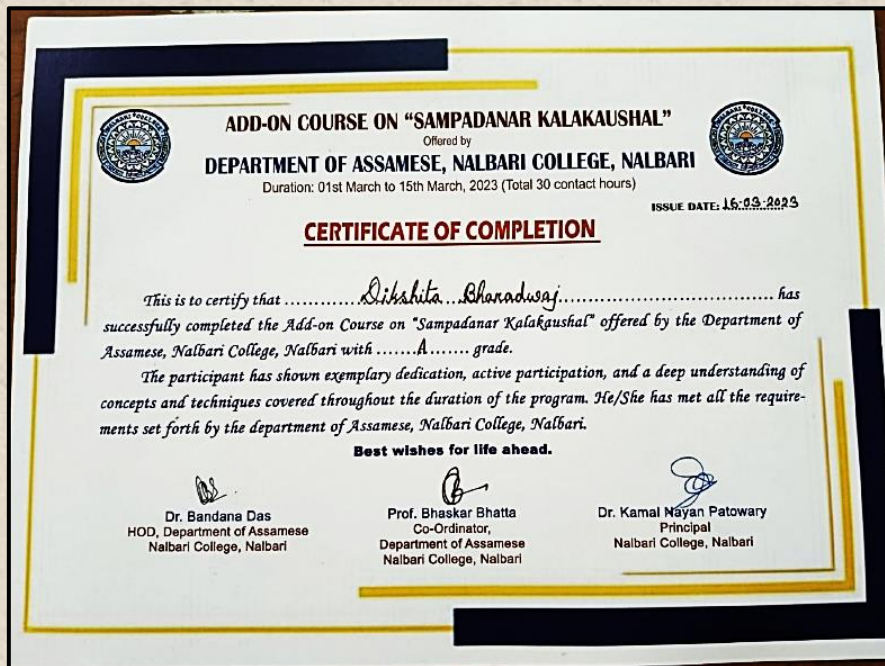 ADD-ON COURSE ON “SAMPADANAR KALAKAUSHAL”
Offered by
DEPARTMENT OF ASSAMESE, NALBARI COLLEGE, NALBARI
Duration: 01st March to 15th March, 2023 (Total 30 contact hours)
ISSUE DATE: 16-03-2023
CERTIFICATE OF COMPLETION
This is to certify that ............Dikshita Bharadwaj................................. has
successfully completed the Add-on Course on "Sampadanar Kalakaushal" offered by the Department of
Assamese, Nalbari College, Nalbari with .......A....... grade.
The participant has shown exemplary dedication, active participation, and a deep understanding of
concepts and techniques covered throughout the duration of the program. He/She has met all the require-
ments set forth by the department of Assamese, Nalbari College, Nalbari.
Best wishes for life ahead.
Dr. Bandana Das
HOD, Department of Assamese
Nalbari College, Nalbari
Prof. Bhaskar Bhatta
Co-Ordinator,
Department of Assamese
Nalbari College, Nalbari
Dr. Kamal Nayan Patowary
Principal
Nalbari College, Nalbari